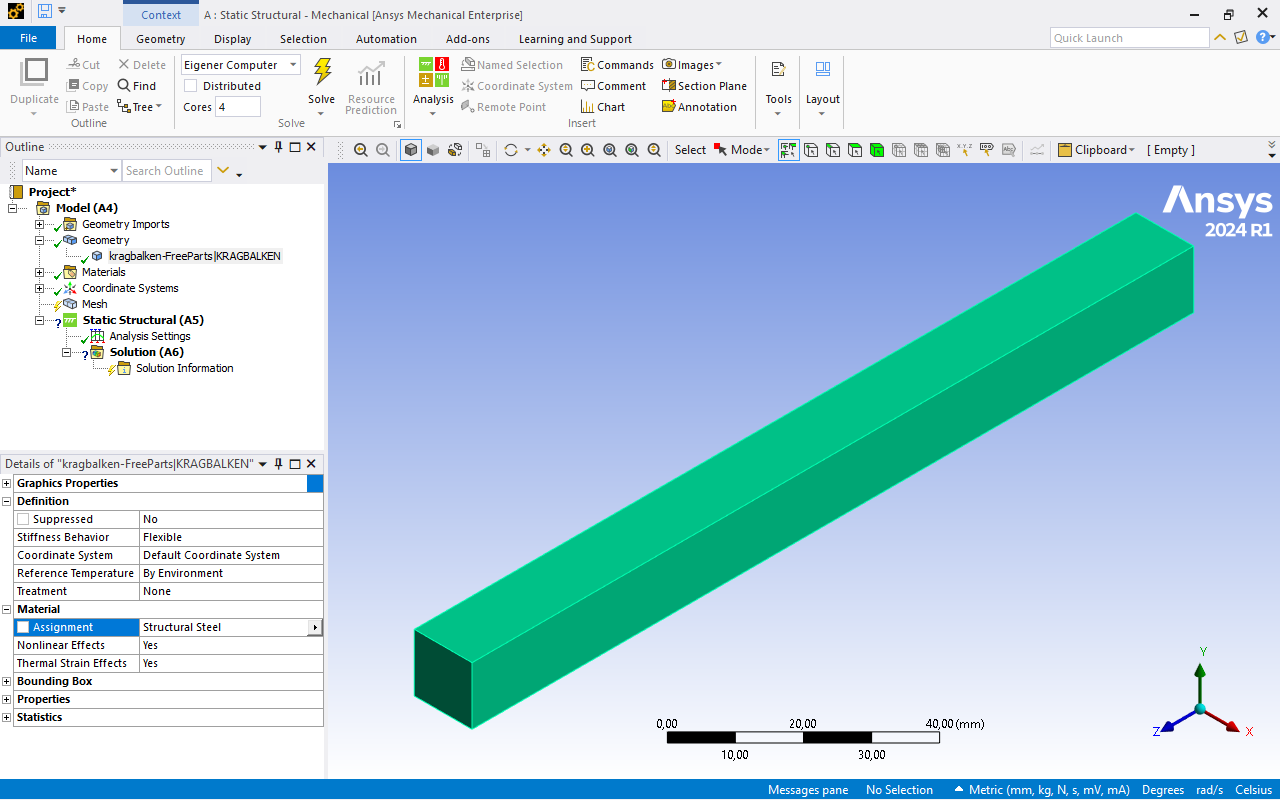 Context
A : Static Structural - Mechanical [Ansys Mechanical Enterprise]
File
Home
Geometry
Display
Selection
Automation
Add-ons
Learning and Support
Quick Launch
Duplicate
Cut
Copy
Paste
Delete
Find
Tree
Outline
Eigener Computer
Distributed
Cores 4
Solve
Resource
Prediction
Solve
Analysis
Named Selection
Coordinate System
Remote Point
Commands
Comment
Chart
Images
Section Plane
Annotation
Insert
Tools
Layout
Outline
Name
Search Outline
Select
Mode
Clipboard
[ Empty ]
Project*
Model (A4)
Geometry Imports
Geometry
kragbalken-FreeParts|KRAGBALKEN
Materials
Coordinate Systems
Mesh
Static Structural (A5)
Analysis Settings
Solution (A6)
Solution Information
Details of "kragbalken-FreeParts|KRAGBALKEN"
Graphics Properties
Definition
Suppressed No
Stiffness Behavior Flexible
Coordinate System Default Coordinate System
Reference Temperature By Environment
Treatment None
Material
Assignment Structural Steel
Nonlinear Effects Yes
Thermal Strain Effects Yes
Bounding Box
Properties
Statistics
Ansys
2024 R1
0,00 20,00 40,00 (mm)
10,00 30,00
Y
Z X
Messages pane
No Selection
Metric (mm, kg, N, s, mV, mA)
Degrees
rad/s
Celsius